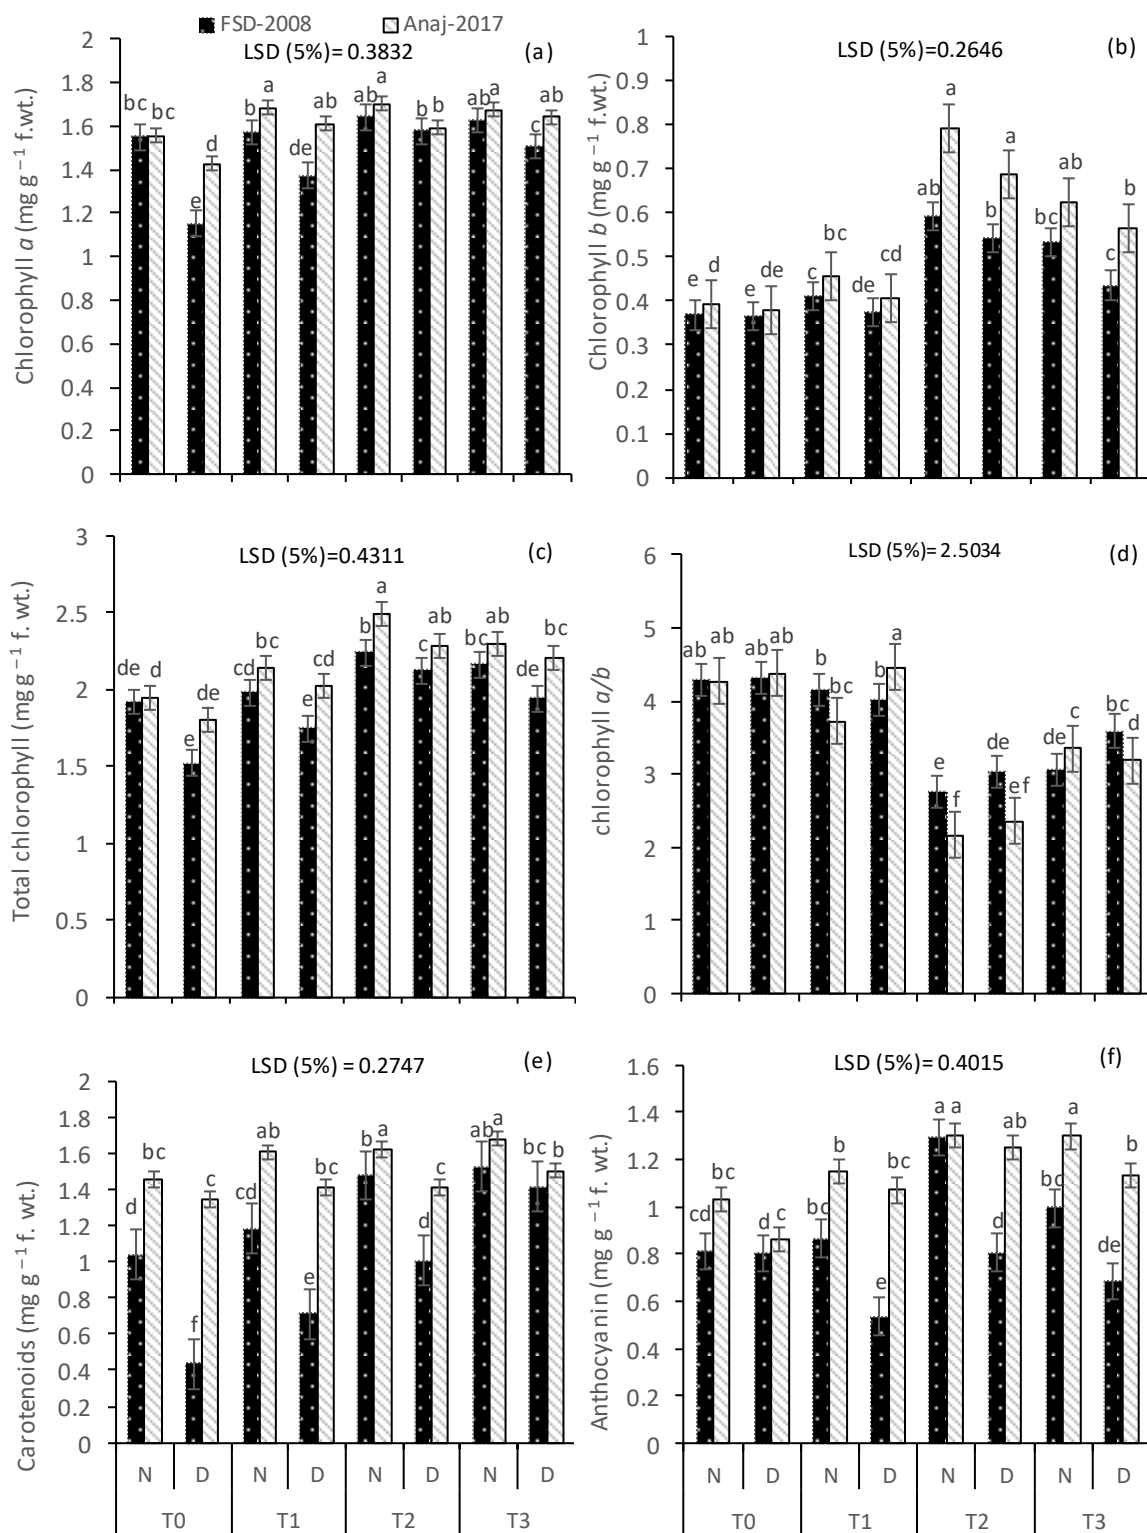 FSD-2008 Anaj-2017
LSD (5%)= 0.3832 (a)
Chlorophyll a (mg g⁻¹ f.wt.)
2
1.8
1.6
1.4
1.2
1
0.8
0.6
0.4
0.2
0
bc bc e d b a de ab ab a b b ab a c ab
LSD (5%) =0.2646 (b)
Chlorophyll b (mg g⁻¹ f.wt.)
1
0.9
0.8
0.7
0.6
0.5
0.4
0.3
0.2
0.1
0
e d e de c bc de cd ab a b a bc ab c b
LSD (5%)=0.4311 (c)
Total chlorophyll (mgg⁻¹ f. wt.)
3
2.5
2
1.5
1
0.5
0
de d e de cd bc e cd b a c ab bc ab de bc
LSD (5%)=2.5034 (d)
chlorophyll a/b
6
5
4
3
2
1
0
ab ab ab ab b bc b a e f de ef de c bc d
LSD (5%) = 0.2747 (e)
Carotenoids (mg g⁻¹ f. wt.)
2
1.8
1.6
1.4
1.2
1
0.8
0.6
0.4
0.2
0
d bc f c cd ab e bc b a d c ab a bc b
N D N D N D N D
T0 T1 T2 T3
LSD (5%) = 0.4015 (f)
Anthocyanin (mg g⁻¹ f. wt.)
1.6
1.4
1.2
1
0.8
0.6
0.4
0.2
0
cd bc d c bc b e bc a a d ab bc a de b
N D N D N D N D
T0 T1 T2 T3